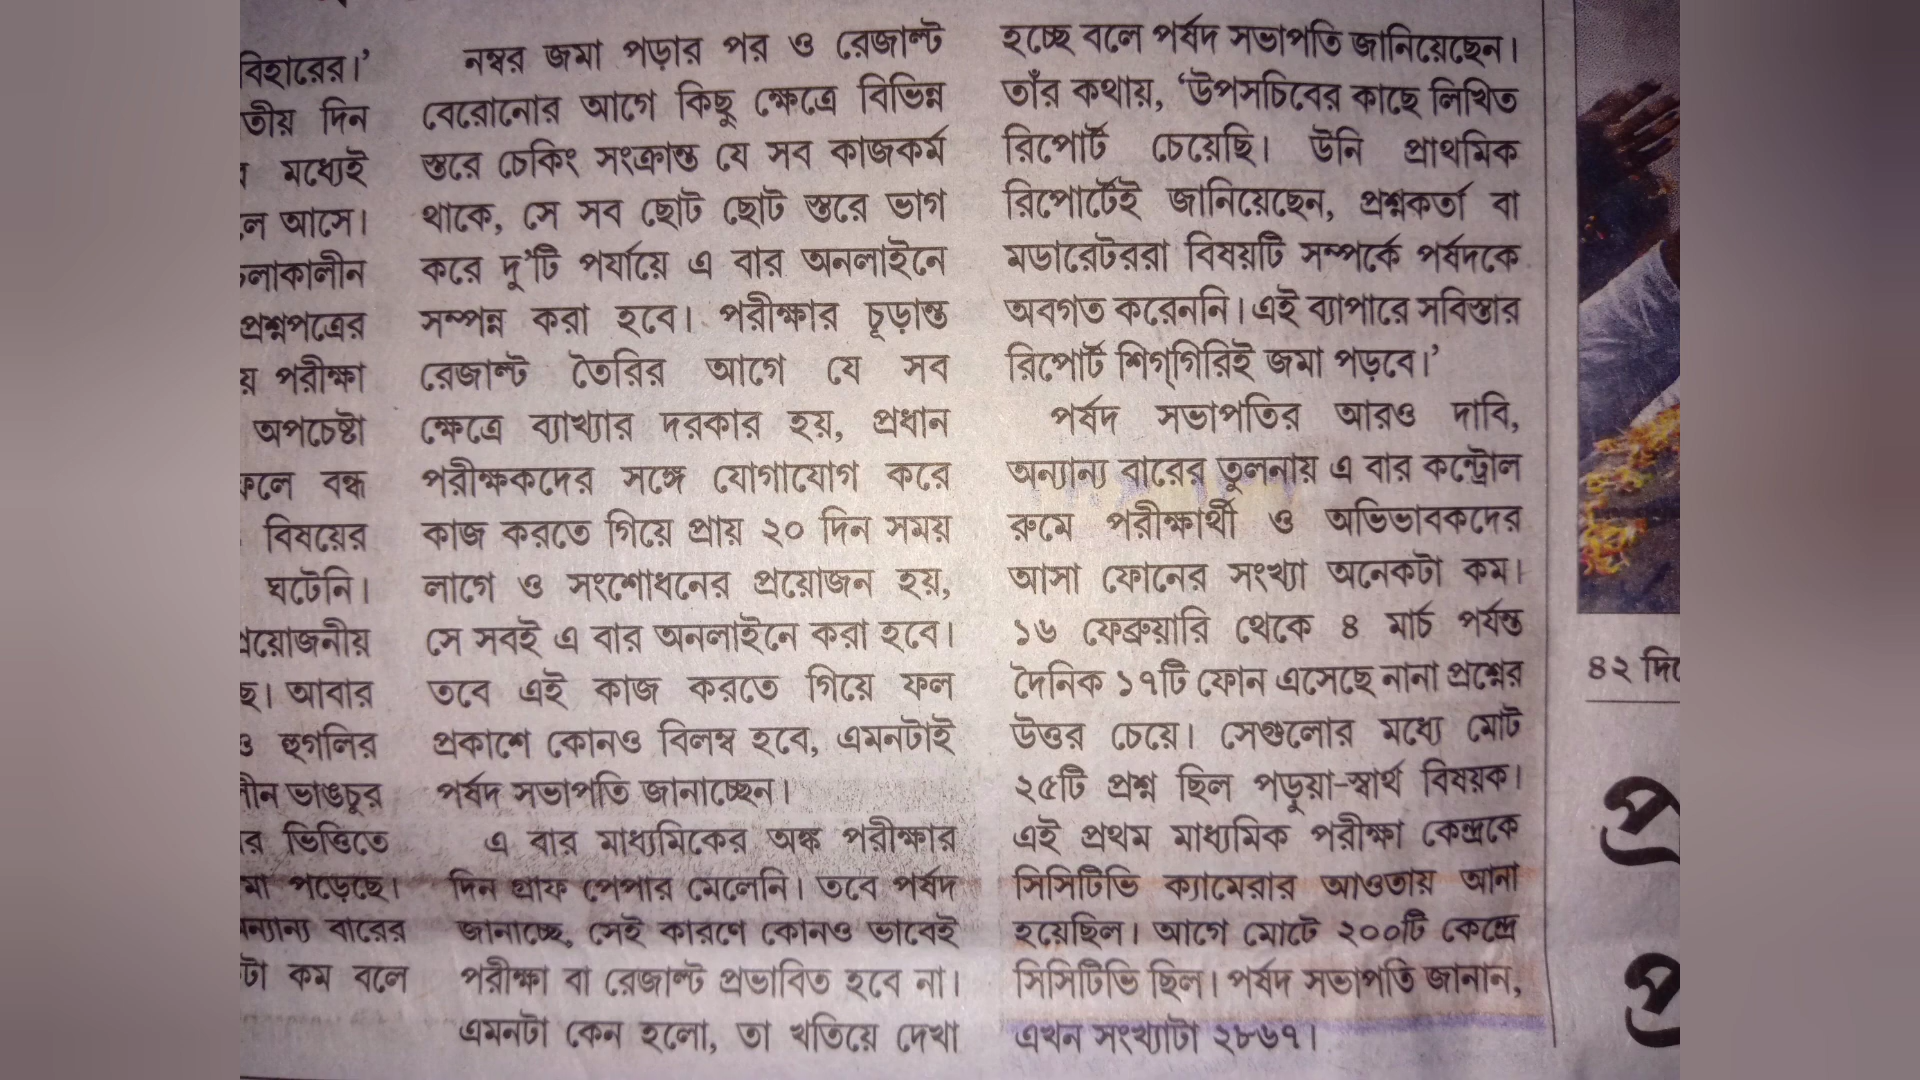 বিহারের।’
তীয় দিন
মধ্যেই
আসে।
প্রশ্নপত্রের
পরীক্ষা
অপচেষ্টা
বন্ধ
বিষয়ের
ঘটেনি।
আবার
হুগলির
ভাঙচুর
ভিত্তিতে
পড়েছে।
বারের
কম বলে
নম্বর জমা পড়ার পর ও রেজাল্ট
বেরোনোর আগে কিছু ক্ষেত্রে বিভিন্ন
স্তরে চেকিং সংক্রান্ত যে সব কাজকর্ম
থাকে, সে সব ছোট ছোট স্তরে ভাগ
করে দু’টি পর্যায়ে এ বার অনলাইনে
সম্পন্ন করা হবে। পরীক্ষার চূড়ান্ত
রেজাল্ট তৈরির আগে যে সব
ক্ষেত্রে ব্যাখ্যার দরকার হয়, প্রধান
পরীক্ষকদের সঙ্গে যোগাযোগ করে
কাজ করতে গিয়ে প্রায় ২০ দিন সময়
লাগে ও সংশোধনের প্রয়োজন হয়,
সে সবই এ বার অনলাইনে করা হবে।
তবে এই কাজ করতে গিয়ে ফল
প্রকাশে কোনও বিলম্ব হবে, এমনটাই
পর্ষদ সভাপতি জানাচ্ছেন।
এ বার মাধ্যমিকের অঙ্ক পরীক্ষার
দিন গ্রাফ পেপার মেলেনি। তবে পর্ষদ
জানাচ্ছে, সেই কারণে কোনও ভাবেই
পরীক্ষা বা রেজাল্ট প্রভাবিত হবে না।
এমনটা কেন হলো, তা খতিয়ে দেখা
হচ্ছে বলে পর্ষদ সভাপতি জানিয়েছেন।
তাঁর কথায়, ‘উপসচিবের কাছে লিখিত
রিপোর্ট চেয়েছি। উনি প্রাথমিক
রিপোর্টেই জানিয়েছেন, প্রশ্নকর্তা বা
মডারেটররা বিষয়টি সম্পর্কে পর্ষদকে
অবগত করেননি। এই ব্যাপারে সবিস্তার
রিপোর্ট শিগ্‌গিরিই জমা পড়বে।’
পর্ষদ সভাপতির আরও দাবি,
অন্যান্য বারের তুলনায় এ বার কন্ট্রোল
রুমে পরীক্ষার্থী ও অভিভাবকদের
আসা ফোনের সংখ্যা অনেকটা কম।
১৬ ফেব্রুয়ারি থেকে ৪ মার্চ পর্যন্ত
দৈনিক ১৭টি ফোন এসেছে নানা প্রশ্নের
উত্তর চেয়ে। সেগুলোর মধ্যে মোট
২৫টি প্রশ্ন ছিল পড়ুয়া-স্বার্থ বিষয়ক।
এই প্রথম মাধ্যমিক পরীক্ষা কেন্দ্রকে
সিসিটিভি ক্যামেরার আওতায় আনা
হয়েছিল। আগে মোটে ২০০টি কেন্দ্রে
সিসিটিভি ছিল। পর্ষদ সভাপতি জানান,
এখন সংখ্যাটা ২৮৬৭।
৪২